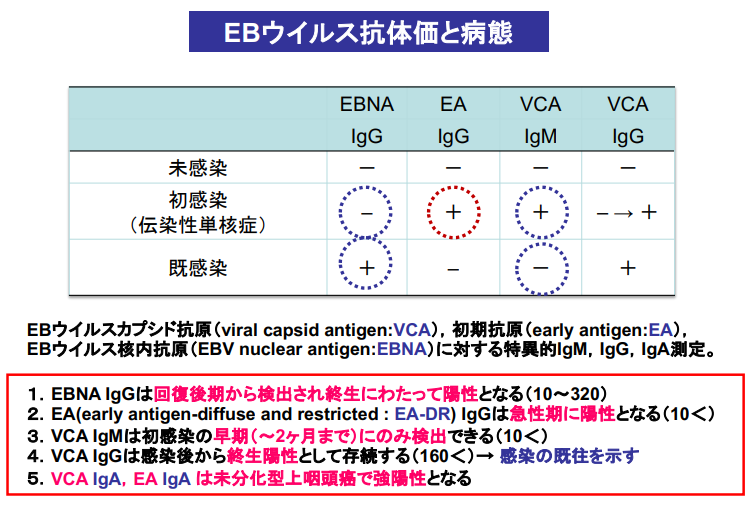 EBウイルス抗体価と病態
EBNA EA VCA VCA
IgG IgG IgM IgG
未感染 － － － －
初感染 － ＋ ＋ －→＋
（伝染性単核症）
既感染 ＋ － － ＋
EBウイルスカプシド抗原（viral capsid antigen:VCA），初期抗原（early antigen:EA），
EBウイルス核内抗原（EBV nuclear antigen:EBNA）に対する特異的IgM，IgG，IgA測定。
1．EBNA IgGは回復後期から検出され終生にわたって陽性となる（10～320）
2．EA(early antigen-diffuse and restricted : EA-DR) IgGは急性期に陽性となる（10＜）
3．VCA IgMは初感染の早期（～2ヶ月まで）にのみ検出できる（10＜）
4．VCA IgGは感染後から終生陽性として存続する（160＜）→ 感染の既往を示す
5．VCA IgA，EA IgA は未分化型上咽頭癌で強陽性となる